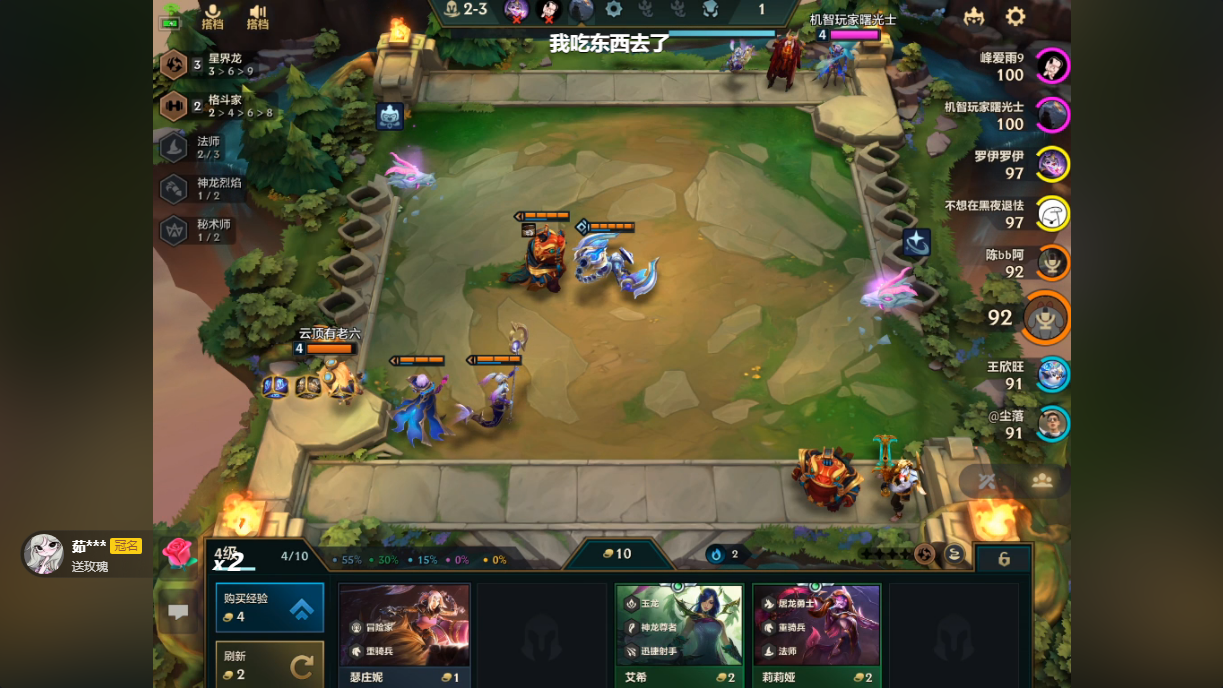 搭档
搭档
2-3
1
我吃东西去了
机智玩家曙光士
4
3
星界龙
3 > 6 > 9
2
格斗家
2 > 4 > 6 > 8
法师
2 / 3
神龙烈焰
1 / 2
秘术师
1 / 2
峰爱雨9
100
机智玩家曙光士
100
罗伊罗伊
97
不想在黑夜退怯
97
陈bb阿
92
92
王欣旺
91
@尘落
91
云顶有老六
4
茹*** 冠名
送玫瑰
x2
4级
4/10
55% 30% 15% 0% 0%
10
2
6
购买经验
4
刷新
2
冒险家
重骑兵
瑟庄妮
1
玉龙
神龙尊者
迅捷射手
艾希
2
屠龙勇士
重骑兵
法师
莉莉娅
2